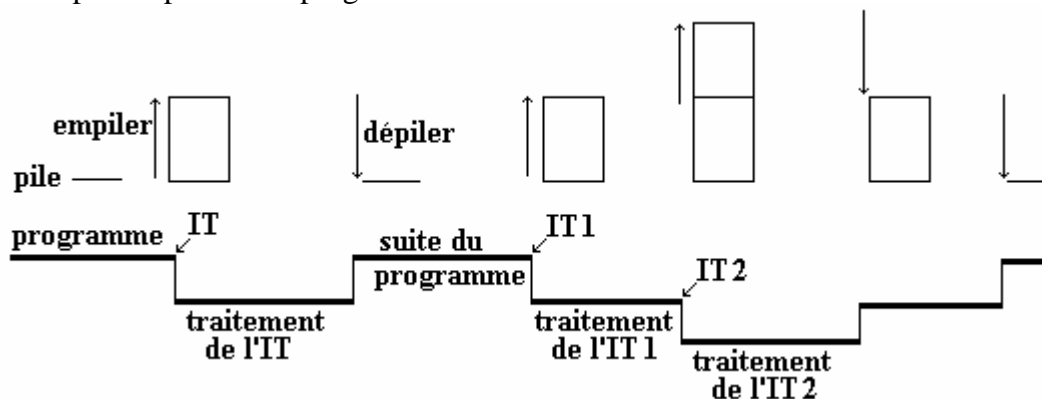 empiler
dépiler
pile
programme
IT
suite du
programme
IT 1
IT 2
traitement
de l'IT
traitement
de l'IT 1
traitement
de l'IT 2